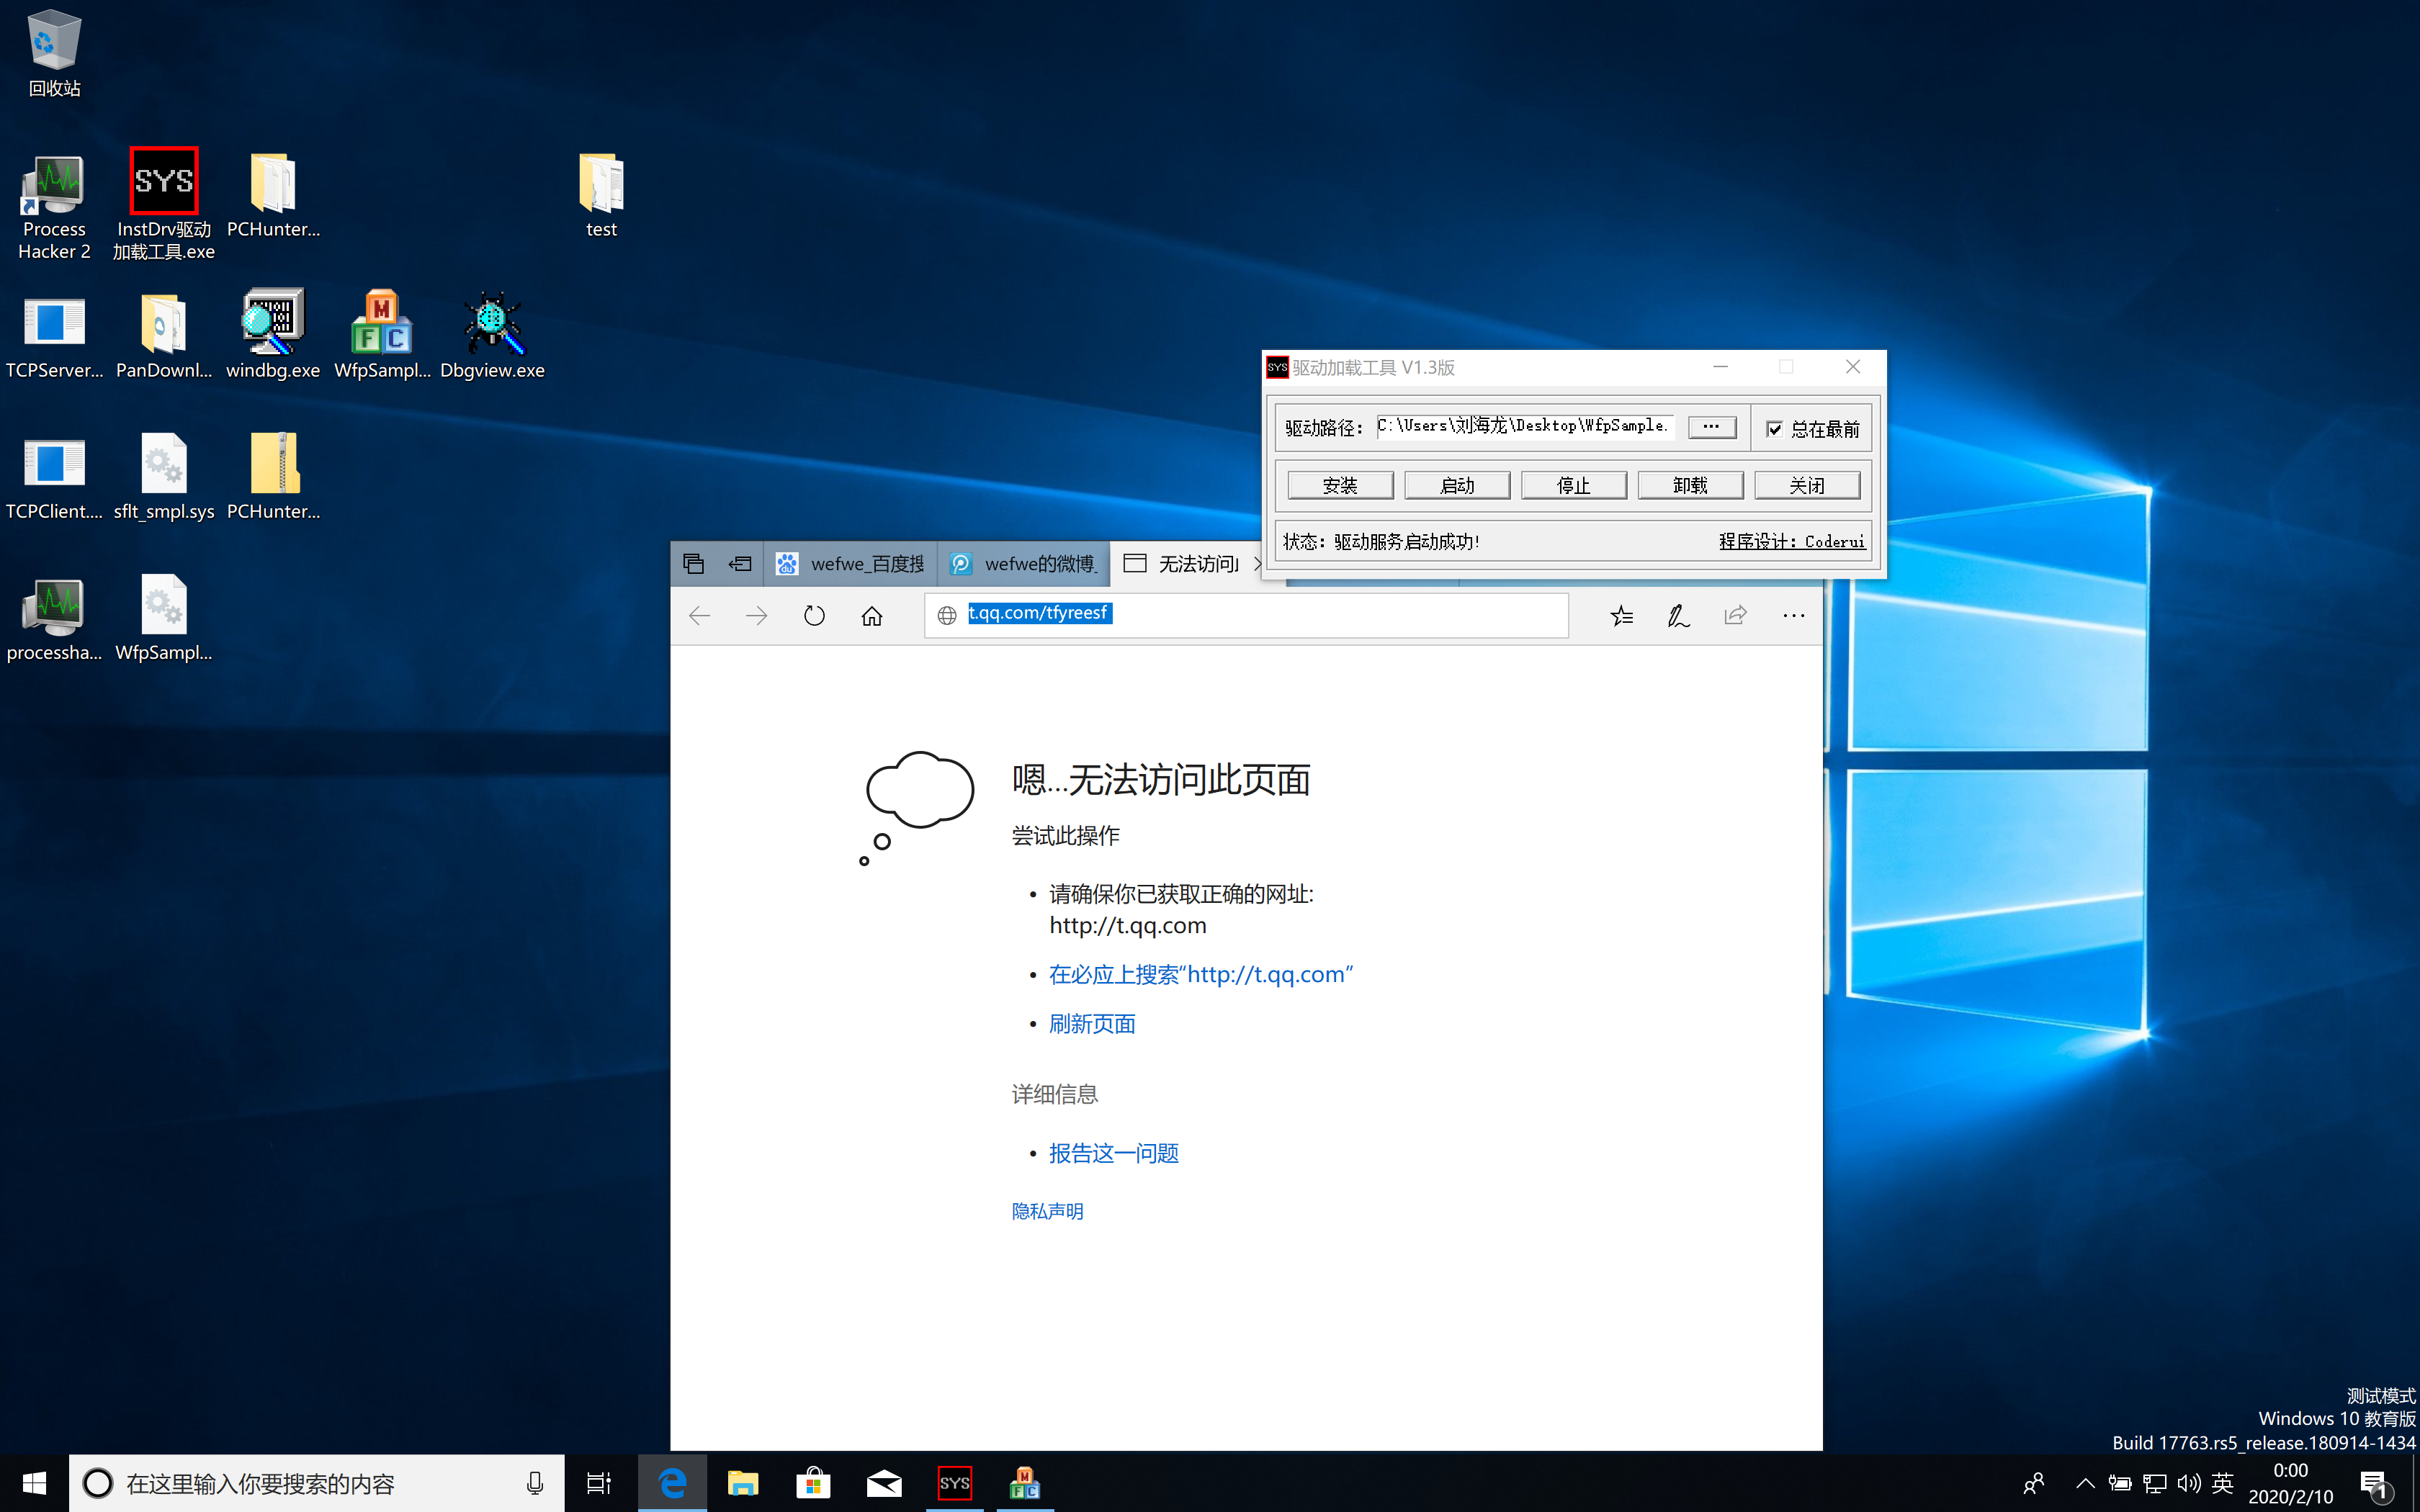 回收站
Process
Hacker 2
InstDrv驱动
加载工具.exe
PCHunter...
test
TCPServer...
PanDownl...
windbg.exe
WfpSampl...
Dbgview.exe
TCPClient....
sflt_smpl.sys
PCHunter...
processha...
WfpSampl...
SYS
M
F C
SYS 驱动加载工具 V1.3版
驱动路径： C:\Users\刘海龙\Desktop\WfpSample. ... 总在最前
安装 启动 停止 卸载 关闭
状态：驱动服务启动成功! 程序设计：Coderui
wefwe_百度搜
wefwe的微博_
无法访问
t.qq.com/tfyreesf
嗯...无法访问此页面
尝试此操作
• 请确保你已获取正确的网址:
http://t.qq.com
• 在必应上搜索“http://t.qq.com”
• 刷新页面
详细信息
• 报告这一问题
隐私声明
测试模式
Windows 10 教育版
Build 17763.rs5_release.180914-1434
在这里输入你要搜索的内容
SYS
M
F C
英
0:00
2020/2/10
1